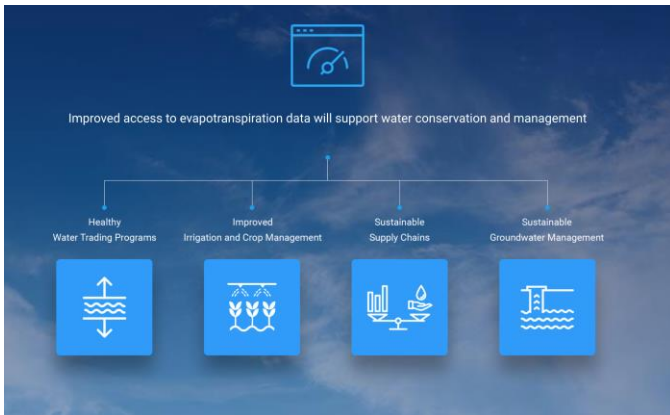 Improved access to evapotranspiration data will support water conservation and management
Healthy
Water Trading Programs
Improved
Irrigation and Crop Management
Sustainable
Supply Chains
Sustainable
Groundwater Management